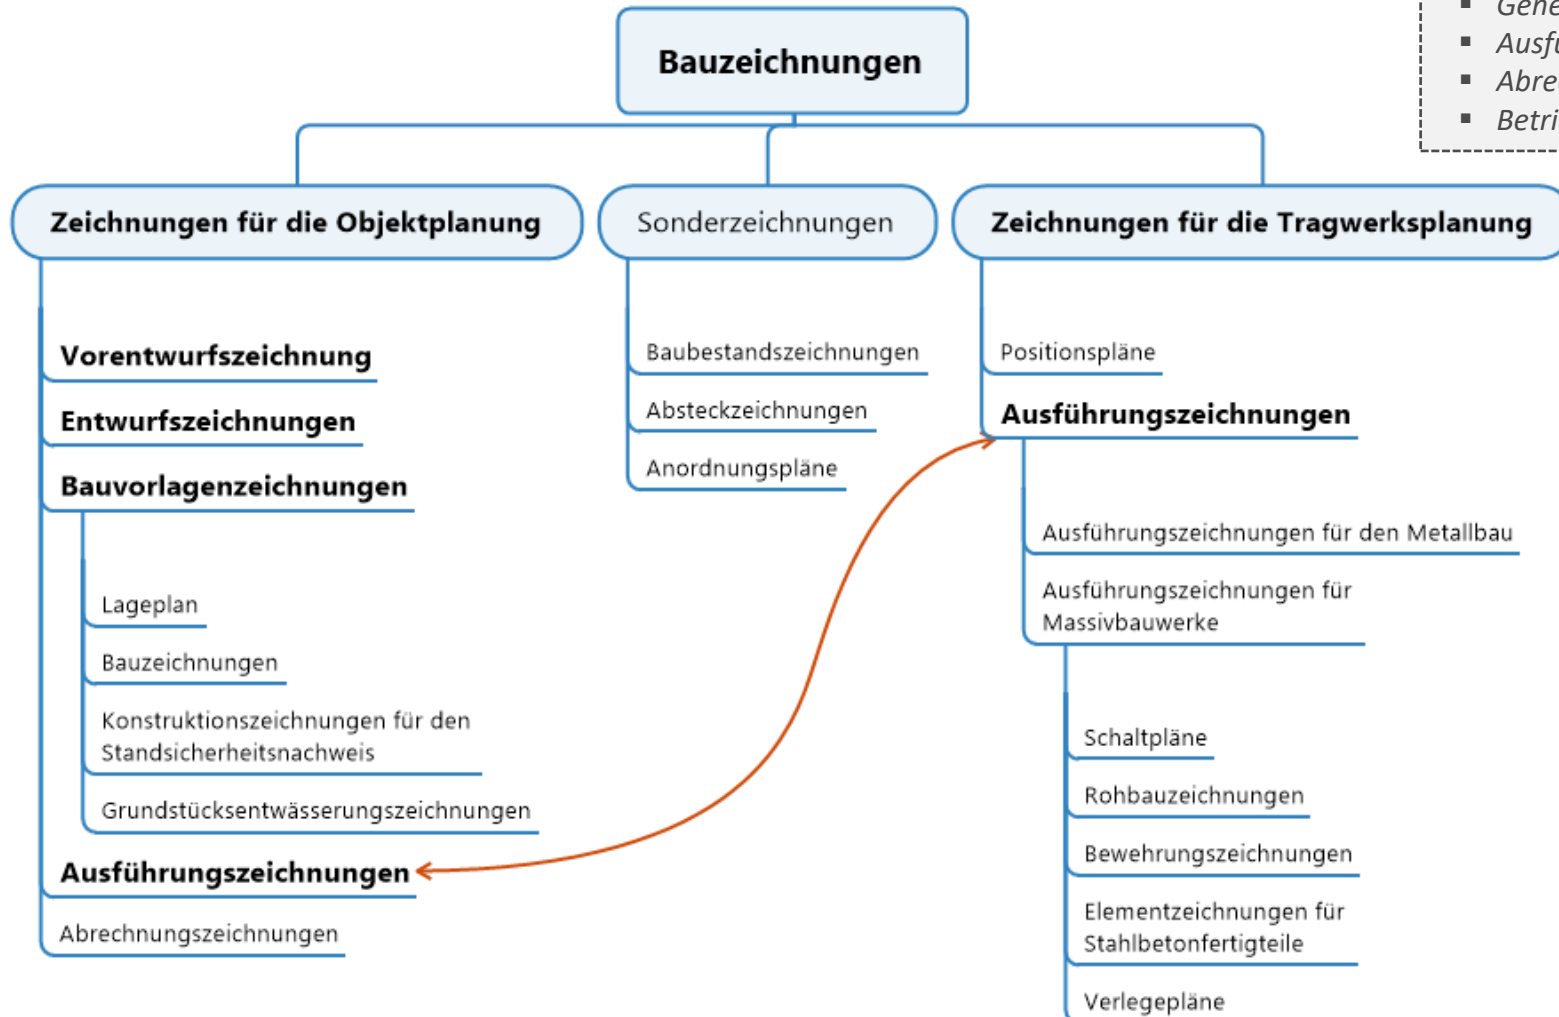 Bauzeichnungen
Zeichnungen für die Objektplanung
Vorentwurfszeichnung
Entwurfszeichnungen
Bauvorlagenzeichnungen
Lageplan
Bauzeichnungen
Konstruktionszeichnungen für den
Standsicherheitsnachweis
Grundstücksentwässerungszeichnungen
Ausführungszeichnungen
Abrechnungszeichnungen
Sonderzeichnungen
Baubestandszeichnungen
Absteckzeichnungen
Anordnungspläne
Zeichnungen für die Tragwerksplanung
Positionspläne
Ausführungszeichnungen
Ausführungszeichnungen für den Metallbau
Ausführungszeichnungen für
Massivbauwerke
Schaltpläne
Rohbauzeichnungen
Bewehrungszeichnungen
Elementzeichnungen für
Stahlbetonfertigteile
Verlegepläne